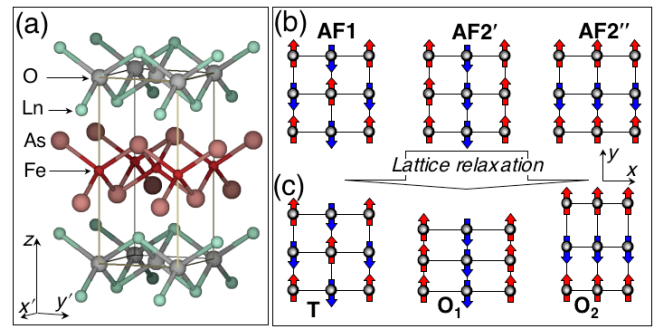 (a)
O
Ln
As
Fe
z
x′ y′
(b)
AF1 AF2′ AF2′′
Lattice relaxation
y
x
(c)
T O₁ O₂